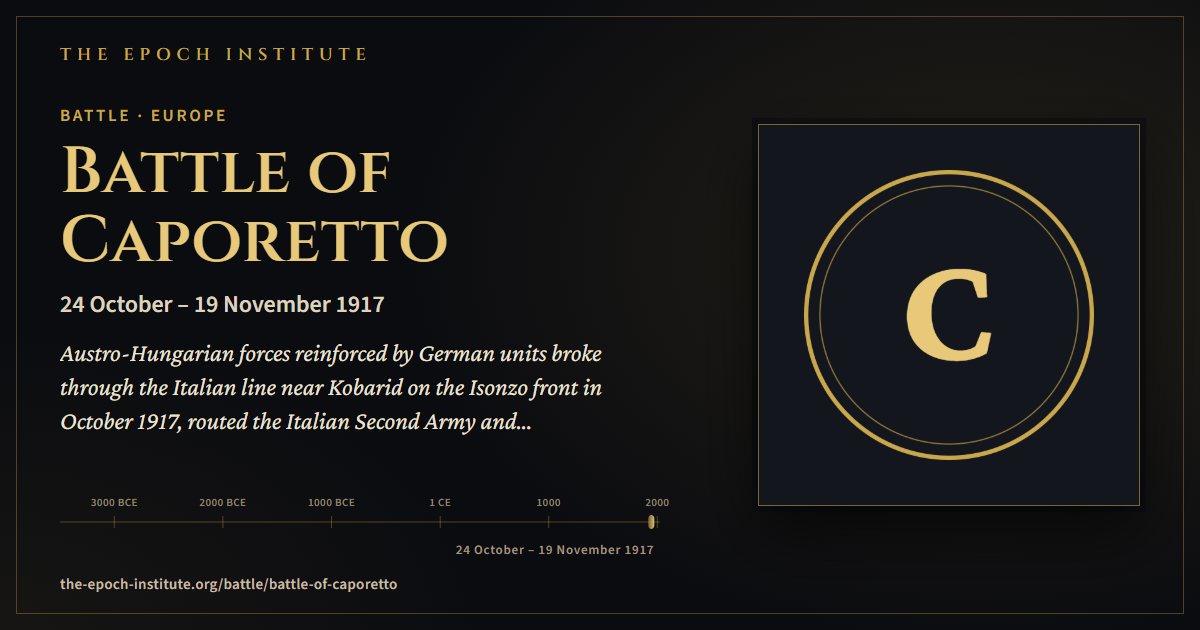 THE EPOCH INSTITUTE
BATTLE · EUROPE
BATTLE OF
CAPORETTO
24 October – 19 November 1917
Austro-Hungarian forces reinforced by German units broke
through the Italian line near Kobarid on the Isonzo front in
October 1917, routed the Italian Second Army and...
C
3000 BCE 2000 BCE 1000 BCE 1 CE 1000 2000
24 October – 19 November 1917
the-epoch-institute.org/battle/battle-of-caporetto